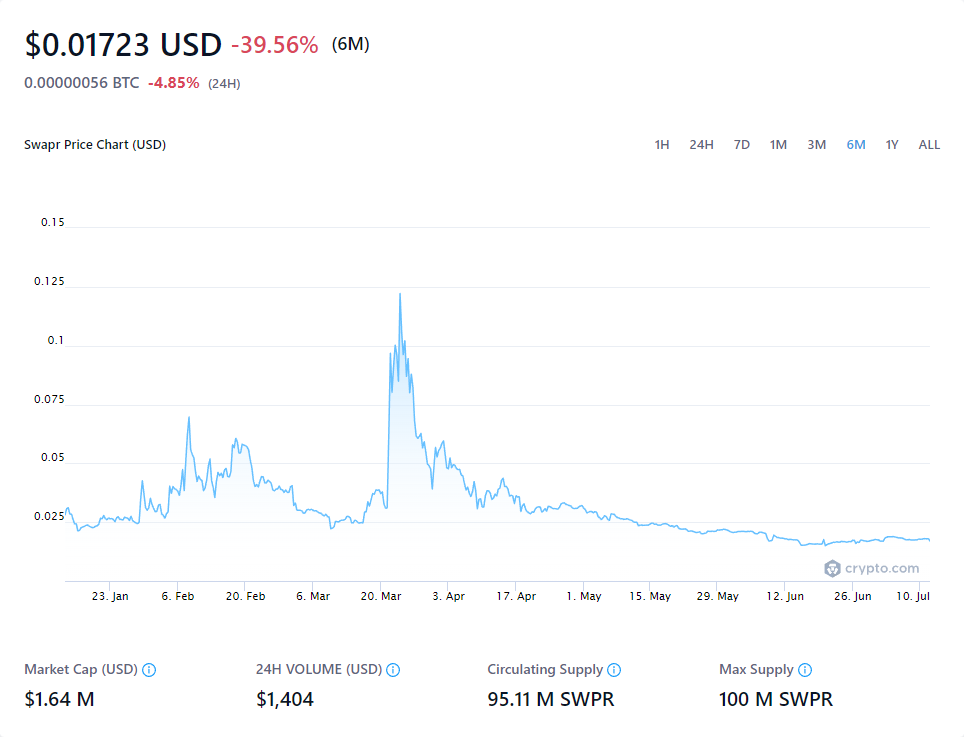 $0.01723 USD -39.56% (6M)
0.00000056 BTC -4.85% (24H)
Swapr Price Chart (USD) 1H 24H 7D 1M 3M 6M 1Y ALL
0.15
0.125
0.1
0.075
0.05
0.025
crypto.com
23. Jan 6. Feb 20. Feb 6. Mar 20. Mar 3. Apr 17. Apr 1. May 15. May 29. May 12. Jun 26. Jun 10. Jul
Market Cap (USD) 24H VOLUME (USD) Circulating Supply Max Supply
$1.64 M $1,404 95.11 M SWPR 100 M SWPR